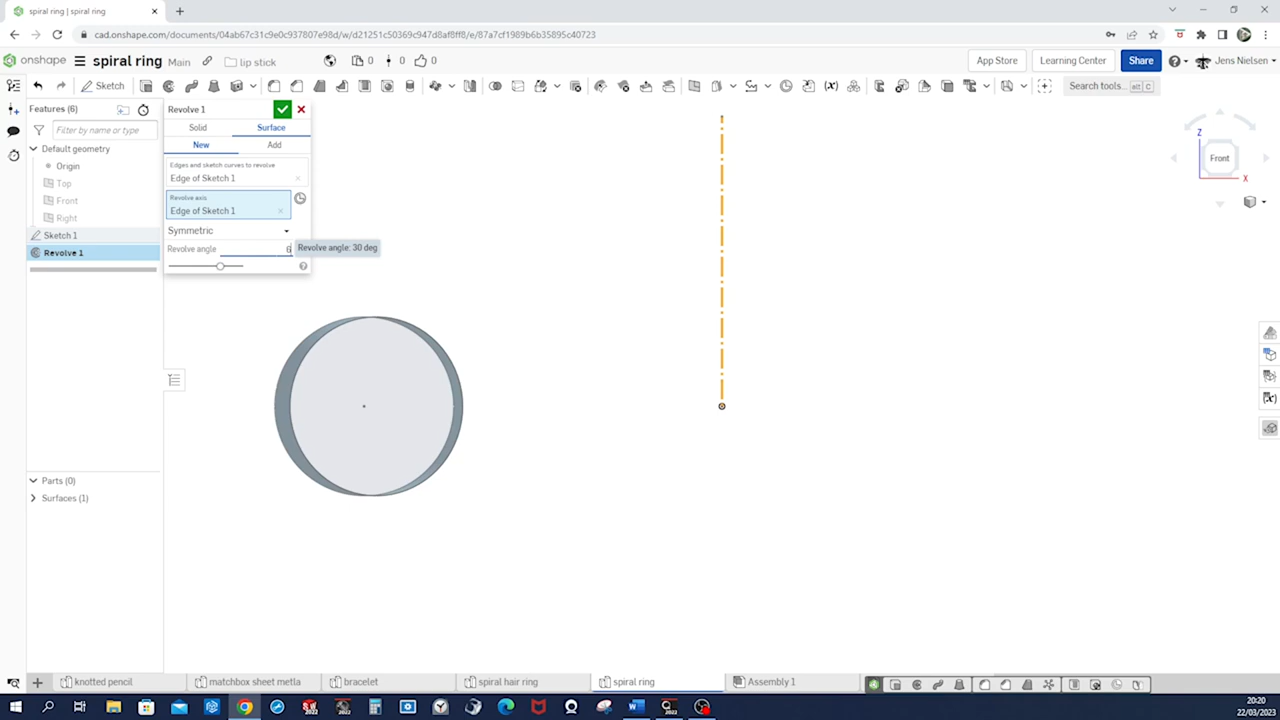 spiral ring | spiral ring
cad.onshape.com/documents/04ab67c31c9e0c937807e98d/w/d21251c50369c947d8af8ff8/e/87a7cf1989b6b35895c40723
onshape
spiral ring Main lip stick 0 0 0
App Store Learning Center Share Jens Nielsen
Sketch
Search tools... alt C
Features (6)
Filter by name or type
Default geometry
Origin
Top
Front
Right
Sketch 1
Revolve 1
Revolve 1
Solid Surface
New Add
Edges and sketch curves to revolve
Edge of Sketch 1
Revolve axis
Edge of Sketch 1
Symmetric
Revolve angle 6
Revolve angle: 30 deg
Z
Front
X
Parts (0)
Surfaces (1)
knotted pencil matchbox sheet metla bracelet spiral hair ring spiral ring Assembly 1
20:20
22/03/2023